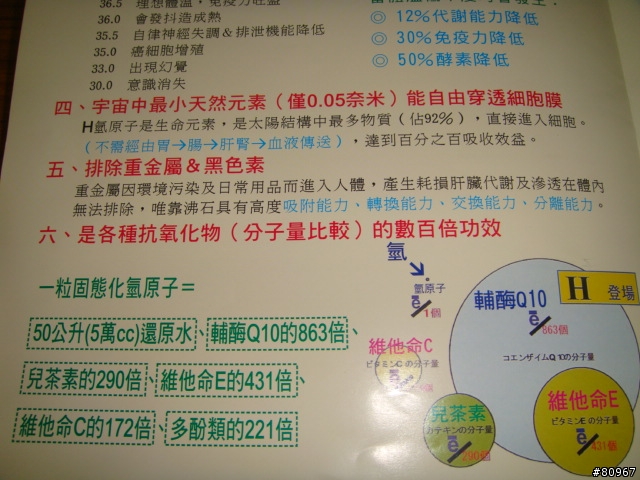 36.5 理想體溫，免疫力旺盛
36.0 會發抖造成熱
35.5 自律神經失調＆排泄機能降低
35.0 癌細胞增殖
33.0 出現幻覺
30.0 意識消失
◎ 12%代謝能力降低
◎ 30%免疫力降低
◎ 50%酵素降低
四、宇宙中最小天然元素（僅0.05奈米）能自由穿透細胞膜
H氫原子是生命元素，是太陽結構中最多物質（佔92%），直接進入細胞。
（不需經由胃→腸→肝腎→血液傳送），達到百分之百吸收效益。
五、排除重金屬＆黑色素
重金屬因環境污染及日常用品而進入人體，產生耗損肝臟代謝及滲透在體內
無法排除，唯靠沸石具有高度吸附能力、轉換能力、交換能力、分離能力。
六、是各種抗氧化物（分子量比較）的數百倍功效
一粒固態化氫原子＝
50公升(5萬cc)還原水、輔酶Q10的863倍、
兒茶素的290倍、維他命E的431倍、
維他命C的172倍、多酚類的221倍
氫
氫原子
ē/1個
H 登場
輔酶Q10
ē/863個
コエンザイムQ10の分子量
維他命C
ビタミンCの分子量
ē
兒茶素
カテキンの分子量
ē/290個
維他命E
ビタミンEの分子量
ē/431個
#80967